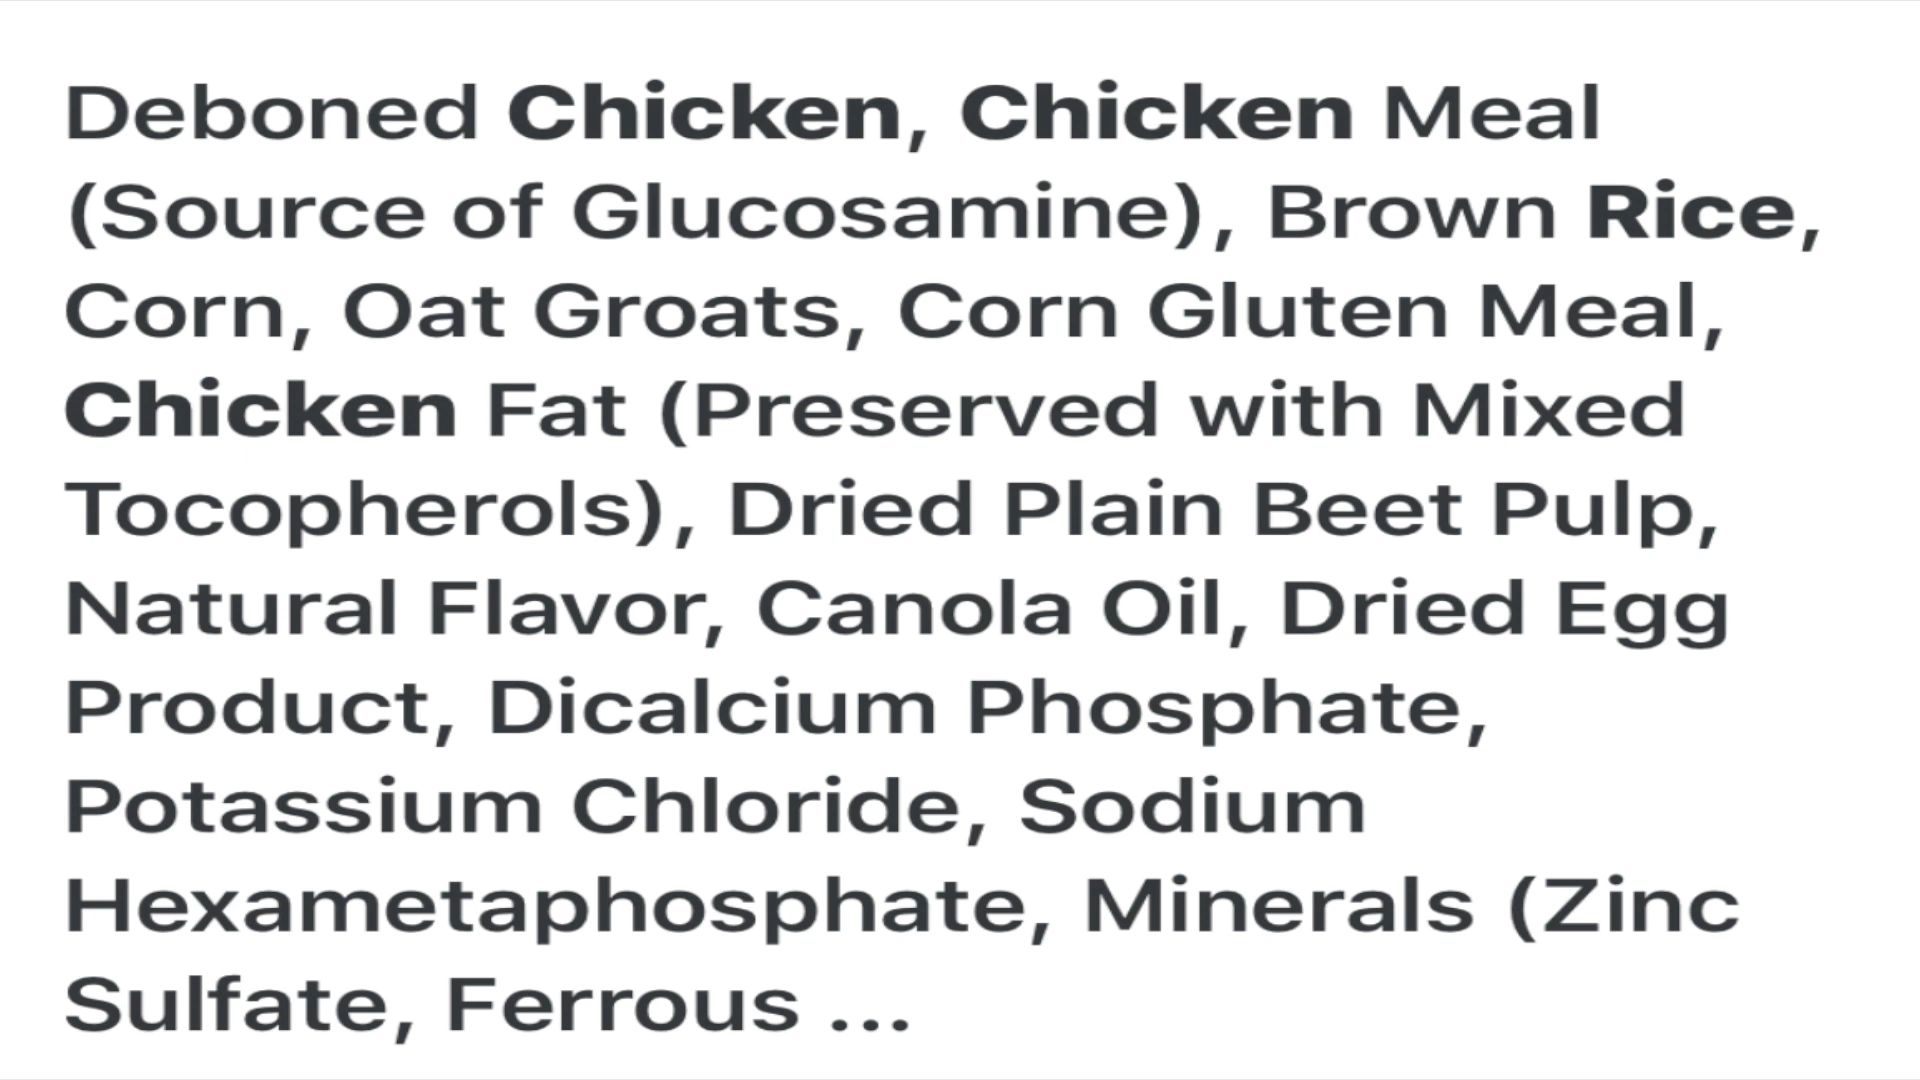 Deboned Chicken, Chicken Meal
(Source of Glucosamine), Brown Rice,
Corn, Oat Groats, Corn Gluten Meal,
Chicken Fat (Preserved with Mixed
Tocopherols), Dried Plain Beet Pulp,
Natural Flavor, Canola Oil, Dried Egg
Product, Dicalcium Phosphate,
Potassium Chloride, Sodium
Hexametaphosphate, Minerals (Zinc
Sulfate, Ferrous ...